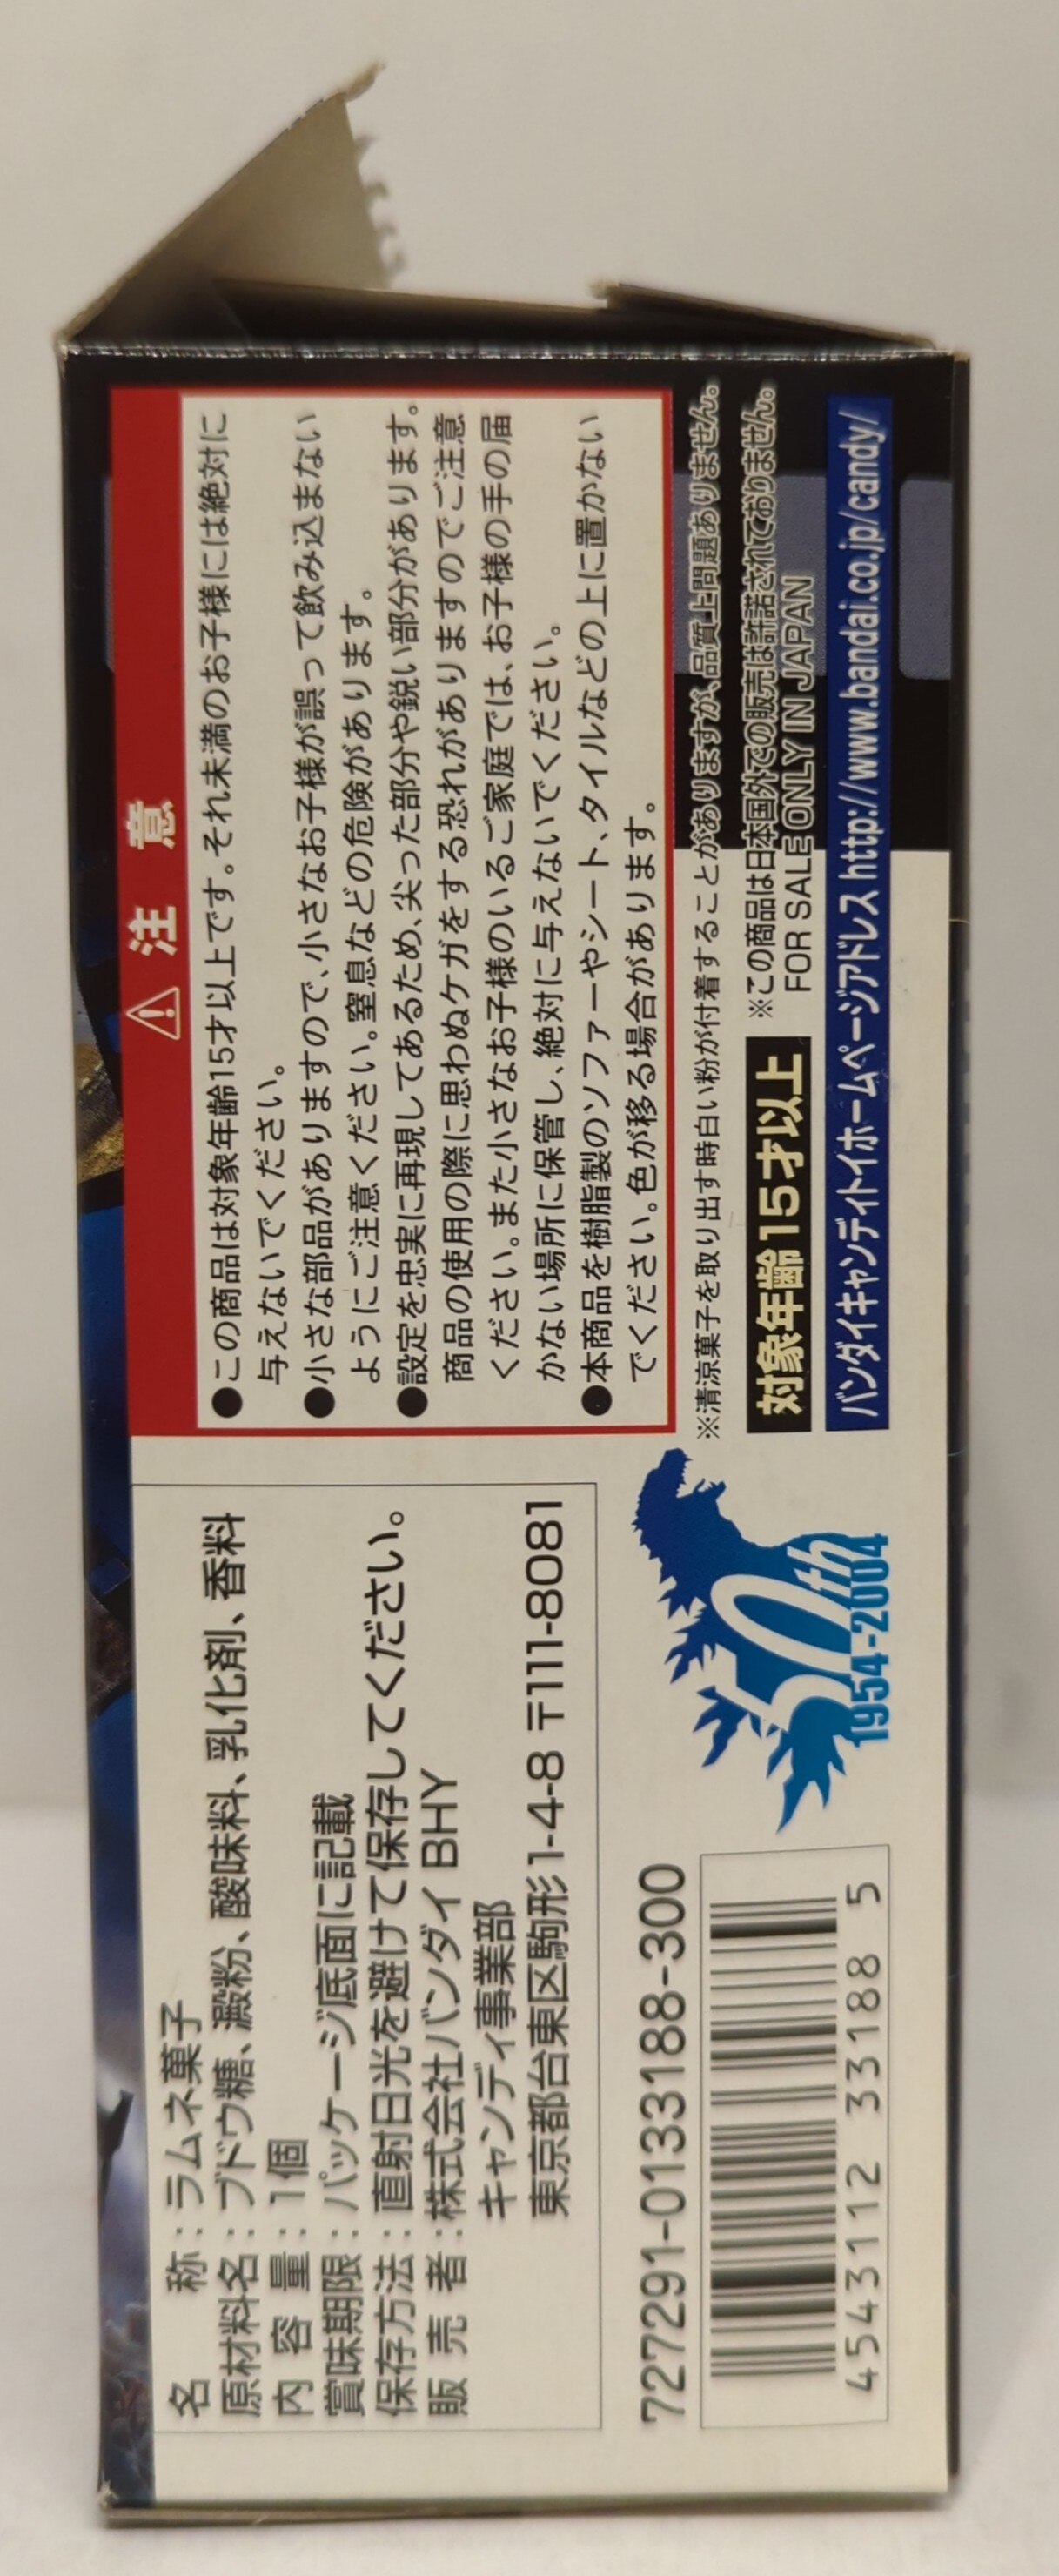 名称：ラムネ菓子
原材料名：ブドウ糖、澱粉、酸味料、乳化剤、香料
内容量：1個
賞味期限：パッケージ底面に記載
保存方法：直射日光を避けて保存してください。
販売者：株式会社バンダイ BHY
キャンディ事業部
東京都台東区駒形1-4-8 〒111-8081
727291-0133188-300
4543112 33188 5
50th
1954-2004
⚠ 注意
●この商品は対象年齢15才以上です。それ未満のお子様には絶対に
与えないでください。
●小さな部品がありますので、小さなお子様が誤って飲み込まない
ようにご注意ください。窒息などの危険があります。
●設定を忠実に再現してあるため、尖った部分や鋭い部分があります。
商品の使用の際に思わぬケガをする恐れがありますのでご注意
ください。また小さなお子様のいるご家庭では、お子様の手の届
かない場所に保管し、絶対に与えないでください。
●本商品を樹脂製のソファーやシート、タイルなどの上に置かない
でください。色が移る場合があります。
※清涼菓子を取り出す時白い粉が付着することがありますが、品質上問題ありません。
対象年齢15才以上
※この商品は日本国外での販売は許諾されておりません。
FOR SALE ONLY IN JAPAN
バンダイキャンディトイホームページアドレス http://www.bandai.co.jp/candy/